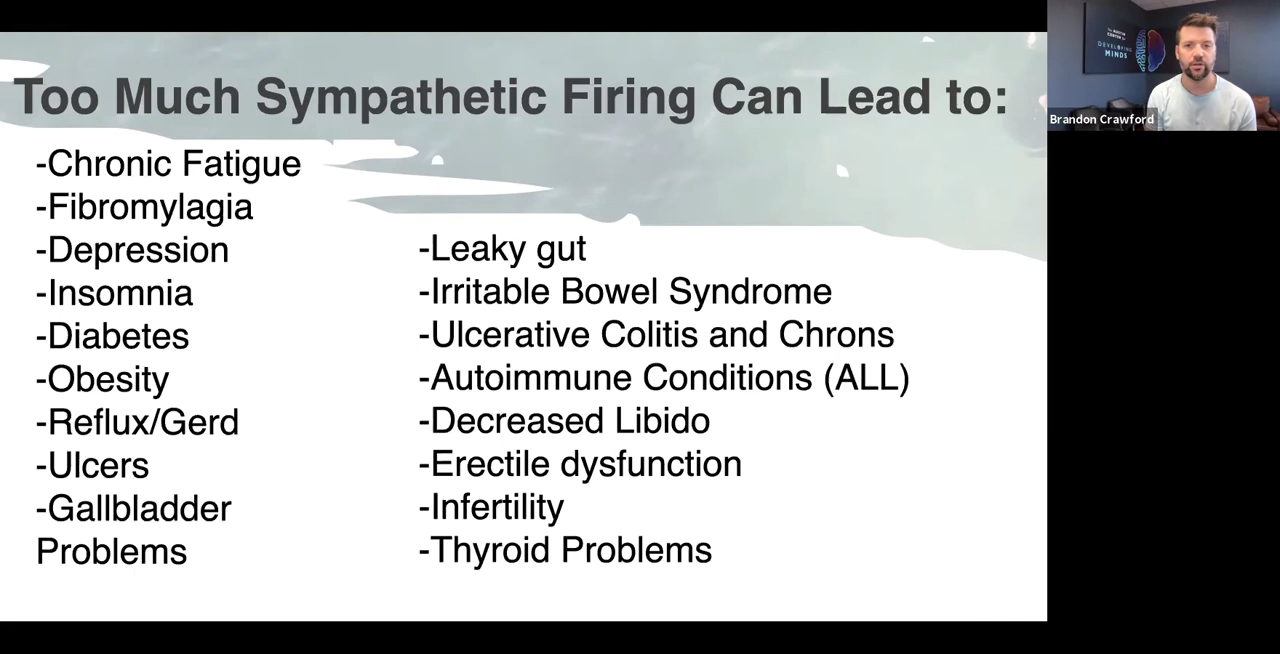 Too Much Sympathetic Firing Can Lead to:
-Chronic Fatigue
-Fibromylagia
-Depression
-Insomnia
-Diabetes
-Obesity
-Reflux/Gerd
-Ulcers
-Gallbladder
Problems
-Leaky gut
-Irritable Bowel Syndrome
-Ulcerative Colitis and Chrons
-Autoimmune Conditions (ALL)
-Decreased Libido
-Erectile dysfunction
-Infertility
-Thyroid Problems
DEVELOPING
MINDS
Brandon Crawford